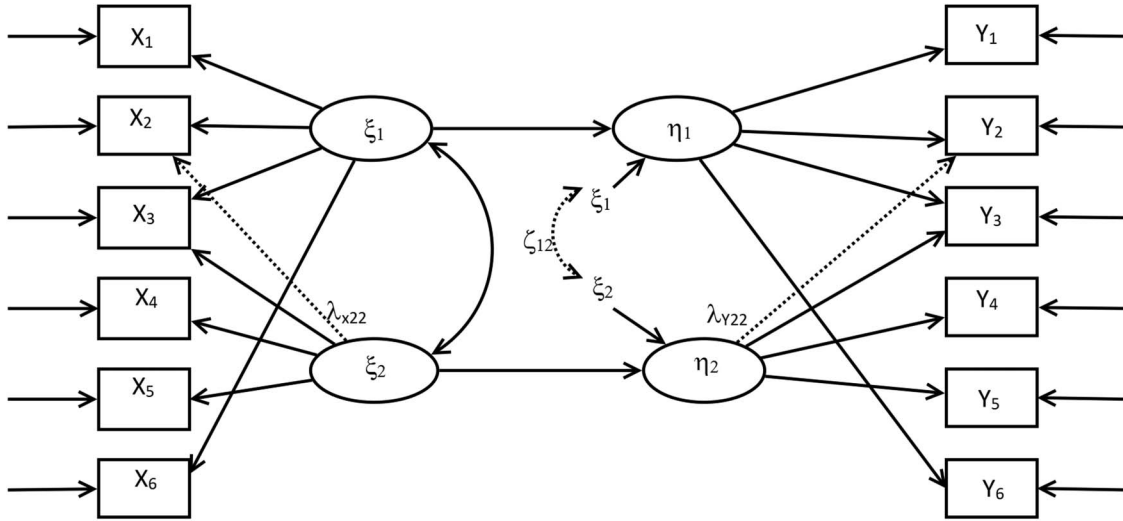 X₁
X₂
X₃
X₄
X₅
X₆
ξ₁
ξ₂
λₓ₂₂
η₁
ξ₁
ζ₁₂
ξ₂
η₂
λY₂₂
Y₁
Y₂
Y₃
Y₄
Y₅
Y₆